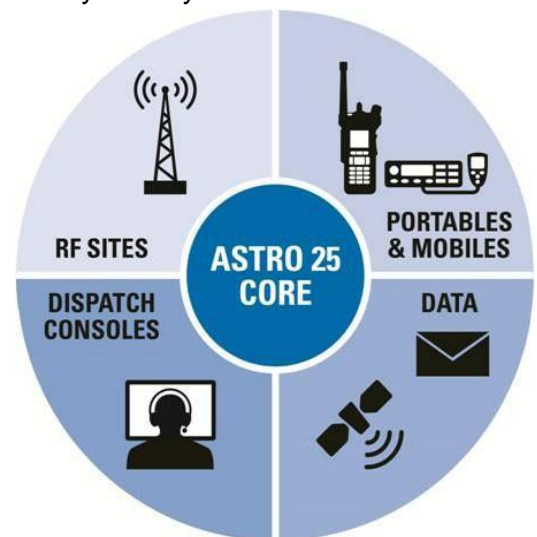 RF SITES
PORTABLES
& MOBILES
ASTRO 25
CORE
DISPATCH
CONSOLES
DATA